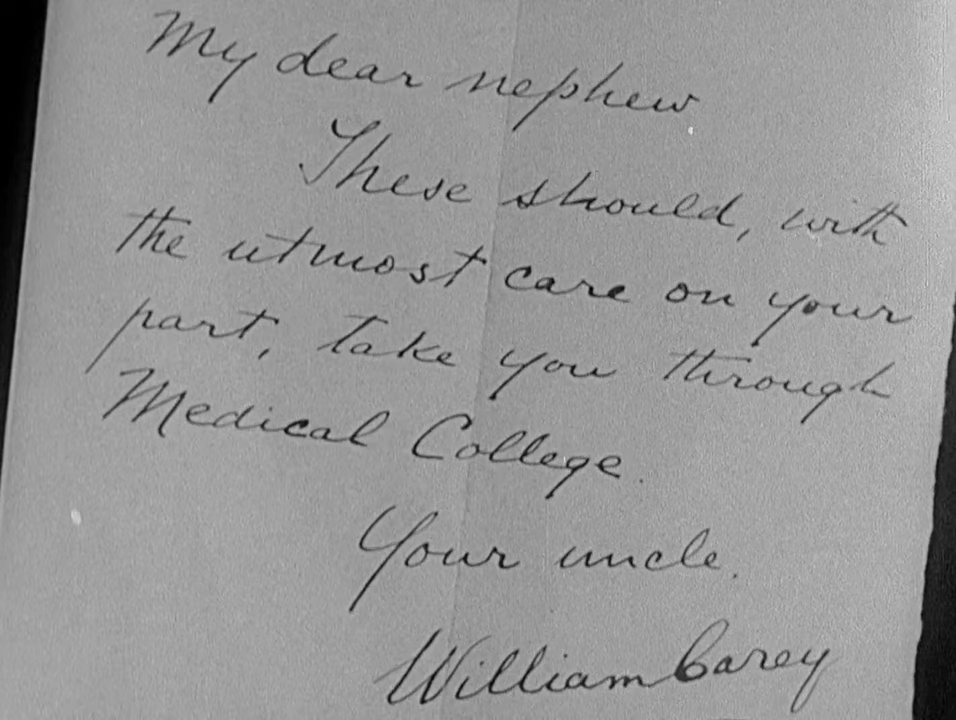 My dear nephew
These should, with
the utmost care on your
part, take you through
Medical College.
Your uncle.
William Carey